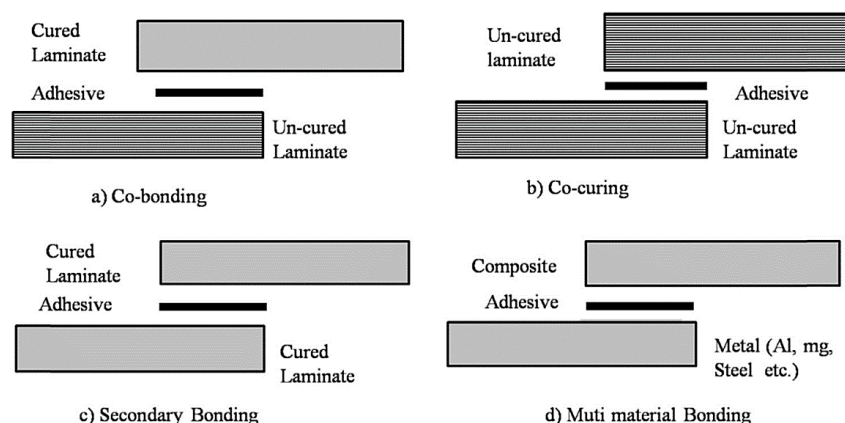 Cured
Laminate
Adhesive
Un-cured
Laminate
a) Co-bonding
Un-cured
laminate
Adhesive
Un-cured
Laminate
b) Co-curing
Cured
Laminate
Adhesive
Cured
Laminate
c) Secondary Bonding
Composite
Adhesive
Metal (Al, mg,
Steel etc.)
d) Muti material Bonding